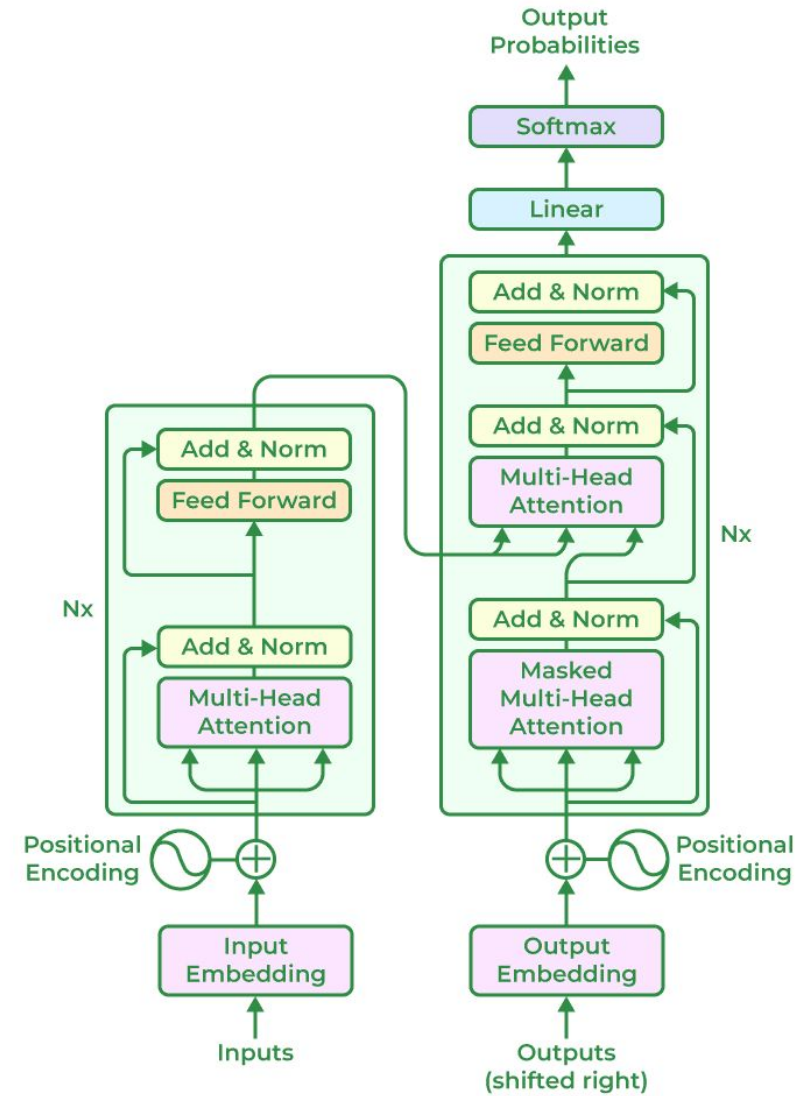 Output
Probabilities
Softmax
Linear
Add & Norm
Feed Forward
Add & Norm
Multi-Head
Attention
Nx
Add & Norm
Masked
Multi-Head
Attention
Add & Norm
Feed Forward
Nx
Add & Norm
Multi-Head
Attention
Positional
Encoding
Positional
Encoding
Input
Embedding
Output
Embedding
Inputs
Outputs
(shifted right)